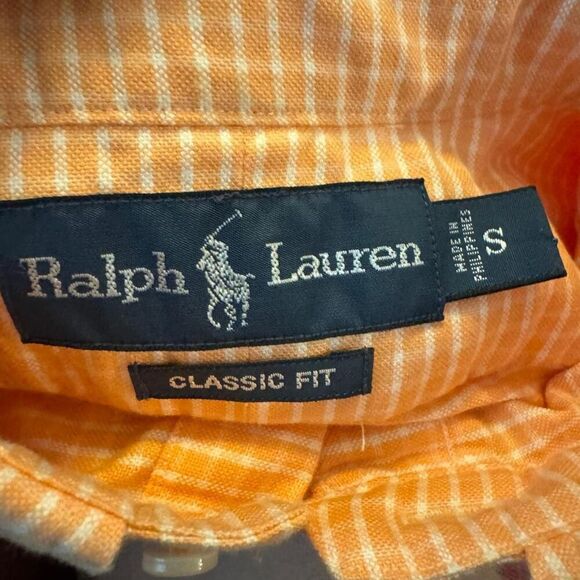 Ralph Lauren
MADE IN
PHILIPPINES
S
CLASSIC FIT